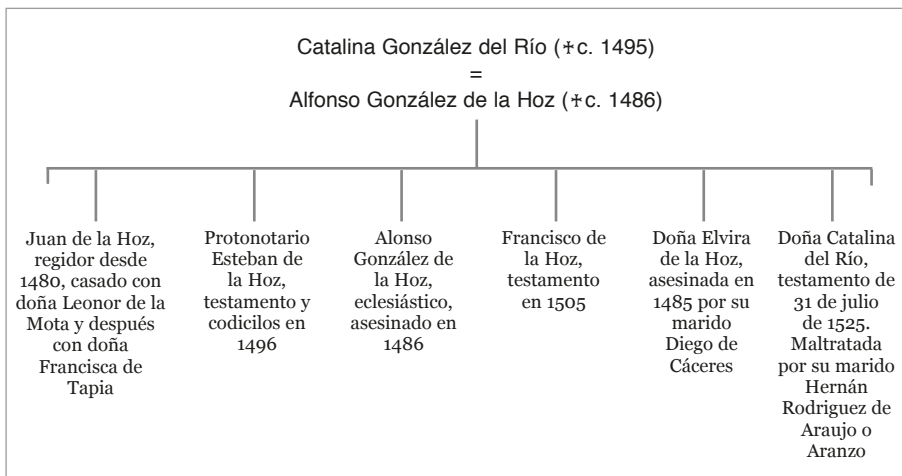 Catalina González del Río (✝c. 1495)
=
Alfonso González de la Hoz (✝c. 1486)
Juan de la Hoz,
regidor desde
1480, casado con
doña Leonor de la
Mota y después
con doña
Francisca de
Tapia
Protonotario
Esteban de
la Hoz,
testamento y
codicilos en
1496
Alonso
González de
la Hoz,
eclesiástico,
asesinado en
1486
Francisco de
la Hoz,
testamento
en 1505
Doña Elvira
de la Hoz,
asesinada en
1485 por su
marido
Diego de
Cáceres
Doña Catalina
del Río,
testamento de
31 de julio
de 1525.
Maltratada
por su marido
Hernán
Rodriguez de
Araujo o
Aranzo